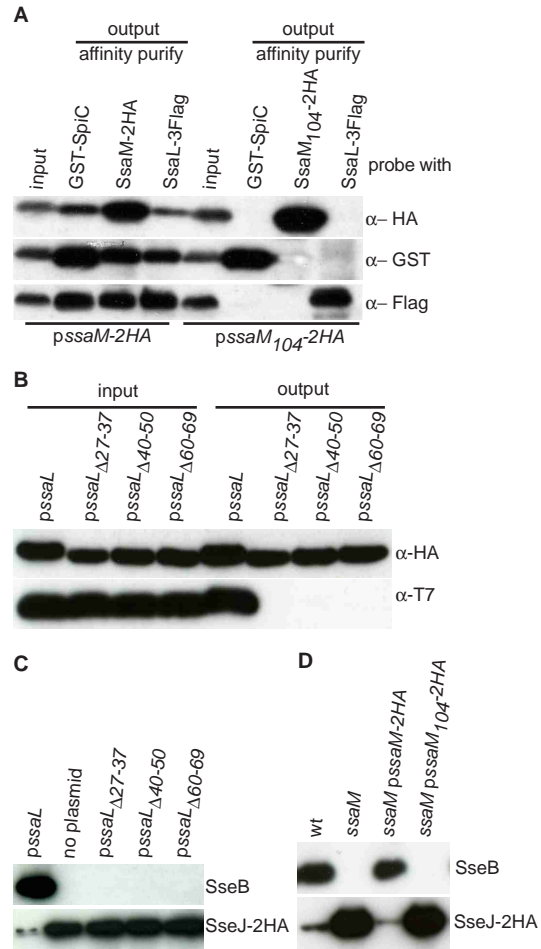 A
output output
affinity purify affinity purify
input GST-SpiC SsaM-2HA SsaL-3Flag input GST-SpiC SsaM104-2HA SsaL-3Flag probe with
α– HA
α– GST
α– Flag
pssaM-2HA pssaM104-2HA
B
input output
pssaL pssaLΔ27-37 pssaLΔ40-50 pssaLΔ60-69 pssaL pssaLΔ27-37 pssaLΔ40-50 pssaLΔ60-69
α-HA
α-T7
C
pssaL no plasmid pssaLΔ27-37 pssaLΔ40-50 pssaLΔ60-69
SseB
SseJ-2HA
D
wt ssaM ssaM pssaM-2HA ssaM pssaM104-2HA
SseB
SseJ-2HA